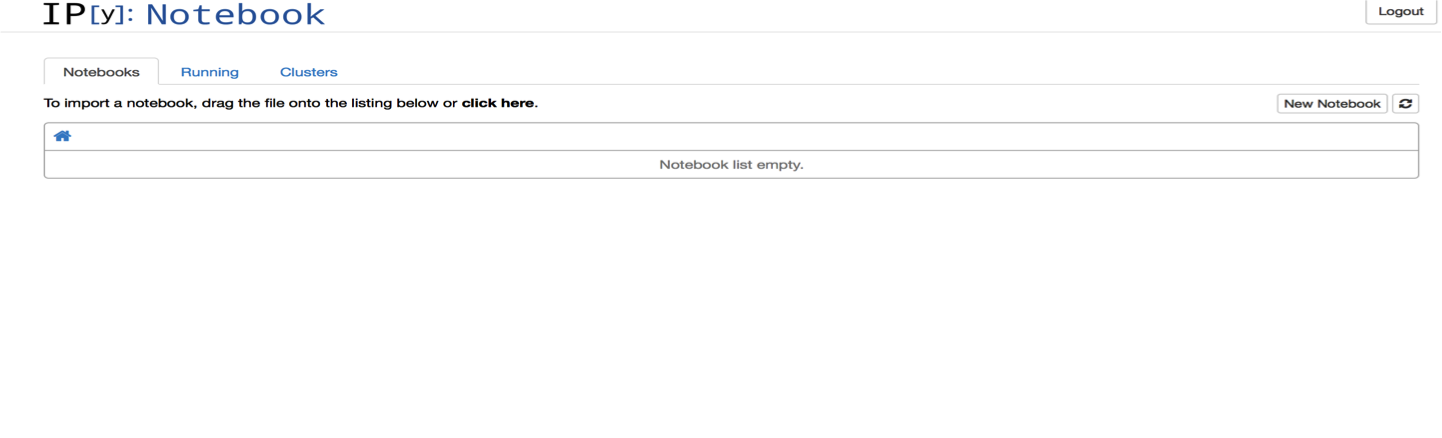 IP[y]: Notebook
Logout
Notebooks Running Clusters
To import a notebook, drag the file onto the listing below or click here.
New Notebook
Notebook list empty.